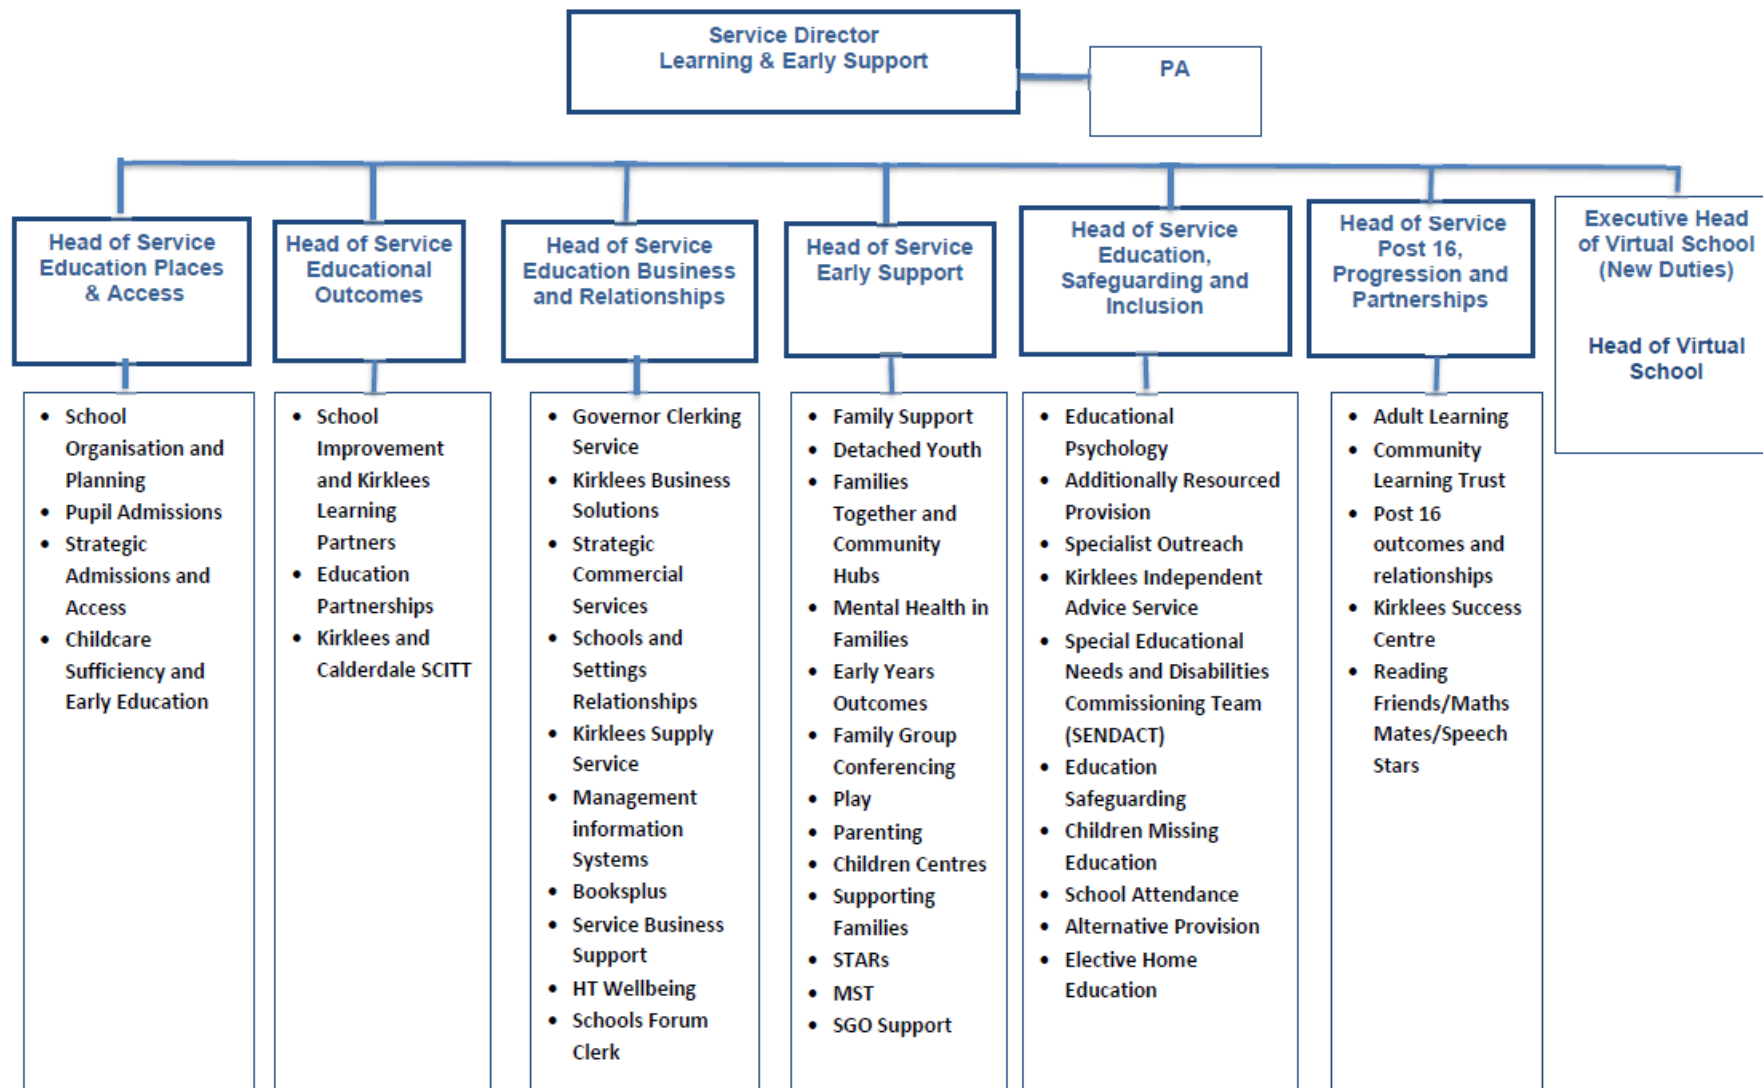 Service Director
Learning & Early Support
PA
Head of Service
Education Places
& Access
Head of Service
Educational
Outcomes
Head of Service
Education Business
and Relationships
Head of Service
Early Support
Head of Service
Education,
Safeguarding and
Inclusion
Head of Service
Post 16,
Progression and
Partnerships
Executive Head
of Virtual School
(New Duties)
Head of Virtual
School
• School
Organisation and
Planning
• Pupil Admissions
• Strategic
Admissions and
Access
• Childcare
Sufficiency and
Early Education
• School
Improvement
and Kirklees
Learning
Partners
• Education
Partnerships
• Kirklees and
Calderdale SCITT
• Governor Clerking
Service
• Kirklees Business
Solutions
• Strategic
Commercial
Services
• Schools and
Settings
Relationships
• Kirklees Supply
Service
• Management
information
Systems
• Booksplus
• Service Business
Support
• HT Wellbeing
• Schools Forum
Clerk
• Family Support
• Detached Youth
• Families
Together and
Community
Hubs
• Mental Health in
Families
• Early Years
Outcomes
• Family Group
Conferencing
• Play
• Parenting
• Children Centres
• Supporting
Families
• STARs
• MST
• SGO Support
• Educational
Psychology
• Additionally Resourced
Provision
• Specialist Outreach
• Kirklees Independent
Advice Service
• Special Educational
Needs and Disabilities
Commissioning Team
(SENDACT)
• Education
Safeguarding
• Children Missing
Education
• School Attendance
• Alternative Provision
• Elective Home
Education
• Adult Learning
• Community
Learning Trust
• Post 16
outcomes and
relationships
• Kirklees Success
Centre
• Reading
Friends/Maths
Mates/Speech
Stars